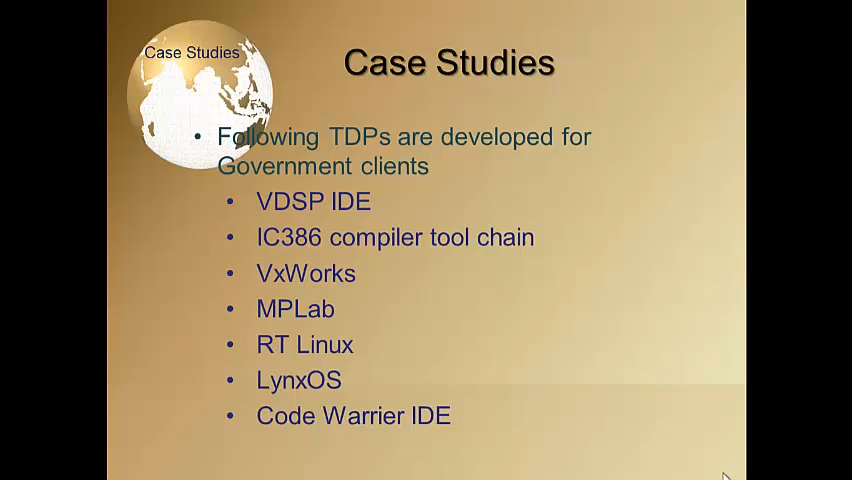 Case Studies
Case Studies
• Following TDPs are developed for
Government clients
• VDSP IDE
• IC386 compiler tool chain
• VxWorks
• MPLab
• RT Linux
• LynxOS
• Code Warrier IDE